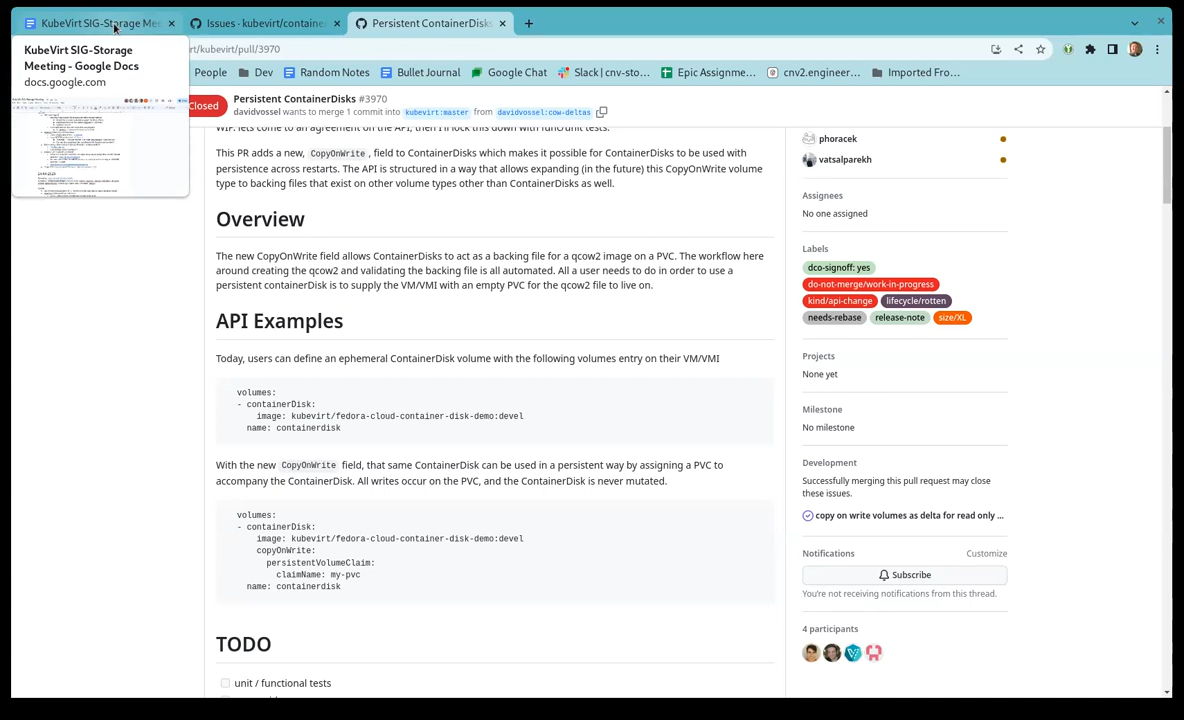 KubeVirt SIG-Storage Mee
Issues · kubevirt/containe
Persistent ContainerDisks
KubeVirt SIG-Storage
Meeting - Google Docs
docs.google.com
rt/kubevirt/pull/3970
People
Dev
Random Notes
Bullet Journal
Google Chat
Slack | cnv-sto...
Epic Assignme...
cnv2.engineer...
Imported Fro...
Closed
Persistent ContainerDisks #3970
davidvossel wants to merge 1 commit into kubevirt:master from davidvossel:cow-deltas
WIP: lets come to an agreement on the API, then I'll lock this down with func/unit tests.
This PR adds a new, CopyOnWrite, field to ContainerDisks which makes it possible for ContainerDisks to be used with
persistence across restarts. The API is structured in a way that allows expanding (in the future) this CopyOnWrite volume
type to backing files that exist on other volume types other than ContainerDisks as well.
Overview
The new CopyOnWrite field allows ContainerDisks to act as a backing file for a qcow2 image on a PVC. The workflow here
around creating the qcow2 and validating the backing file is all automated. All a user needs to do in order to use a
persistent containerDisk is to supply the VM/VMI with an empty PVC for the qcow2 file to live on.
API Examples
Today, users can define an ephemeral ContainerDisk volume with the following volumes entry on their VM/VMI
volumes:
- containerDisk:
image: kubevirt/fedora-cloud-container-disk-demo:devel
name: containerdisk
With the new CopyOnWrite field, that same ContainerDisk can be used in a persistent way by assigning a PVC to
accompany the ContainerDisk. All writes occur on the PVC, and the ContainerDisk is never mutated.
volumes:
- containerDisk:
image: kubevirt/fedora-cloud-container-disk-demo:devel
copyOnWrite:
persistentVolumeClaim:
claimName: my-pvc
name: containerdisk
TODO
unit / functional tests
phoracek
vatsalparekh
Assignees
No one assigned
Labels
dco-signoff: yes
do-not-merge/work-in-progress
kind/api-change
lifecycle/rotten
needs-rebase
release-note
size/XL
Projects
None yet
Milestone
No milestone
Development
Successfully merging this pull request may close
these issues.
copy on write volumes as delta for read only ...
Notifications
Customize
Subscribe
You're not receiving notifications from this thread.
4 participants